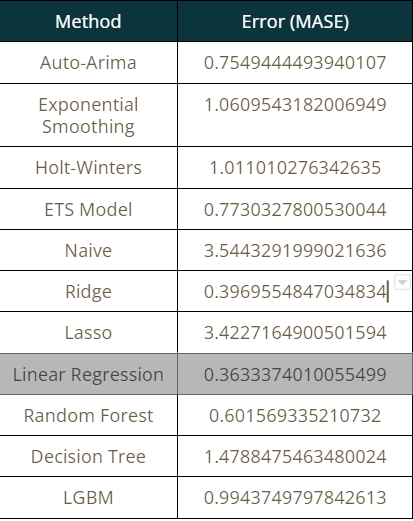 Method Error (MASE)
Auto-Arima 0.7549444493940107
Exponential 1.0609543182006949
Smoothing
Holt-Winters 1.011010276342635
ETS Model 0.7730327800530044
Naive 3.5443291999021636
Ridge 0.3969554847034834
Lasso 3.4227164900501594
Linear Regression 0.3633374010055499
Random Forest 0.601569335210732
Decision Tree 1.4788475463480024
LGBM 0.9943749797842613